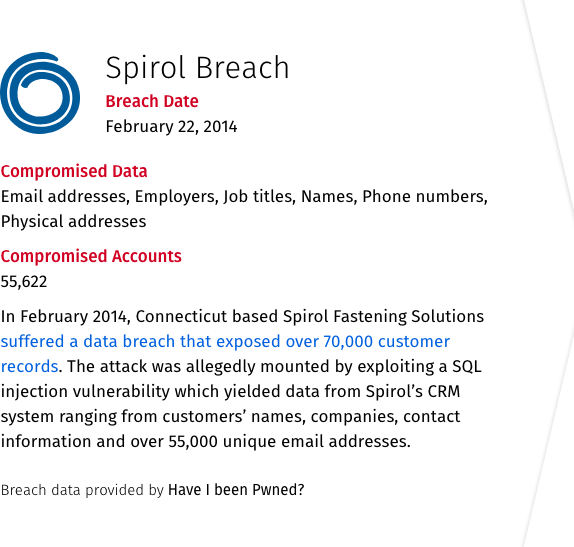 Spirol Breach
Breach Date
February 22, 2014
Compromised Data
Email addresses, Employers, Job titles, Names, Phone numbers,
Physical addresses
Compromised Accounts
55,622
In February 2014, Connecticut based Spirol Fastening Solutions
suffered a data breach that exposed over 70,000 customer
records. The attack was allegedly mounted by exploiting a SQL
injection vulnerability which yielded data from Spirol’s CRM
system ranging from customers’ names, companies, contact
information and over 55,000 unique email addresses.
Breach data provided by Have I been Pwned?